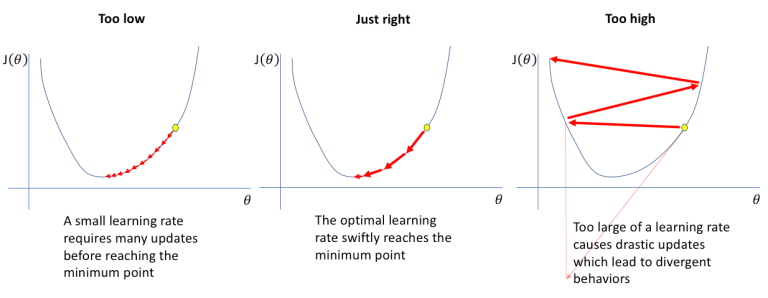 Too low
Just right
Too high
J(θ)
J(θ)
J(θ)
θ
θ
θ
A small learning rate
requires many updates
before reaching the
minimum point
The optimal learning
rate swiftly reaches the
minimum point
Too large of a learning rate
causes drastic updates
which lead to divergent
behaviors